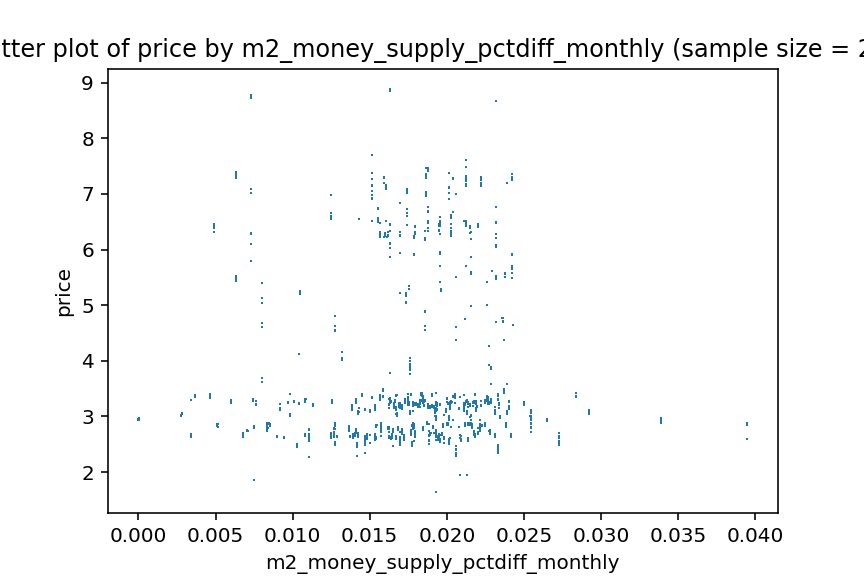 tter plot of price by m2_money_supply_pctdiff_monthly (sample size = 2
9
8
7
6
5
4
3
2
price
0.000 0.005 0.010 0.015 0.020 0.025 0.030 0.035 0.040
m2_money_supply_pctdiff_monthly